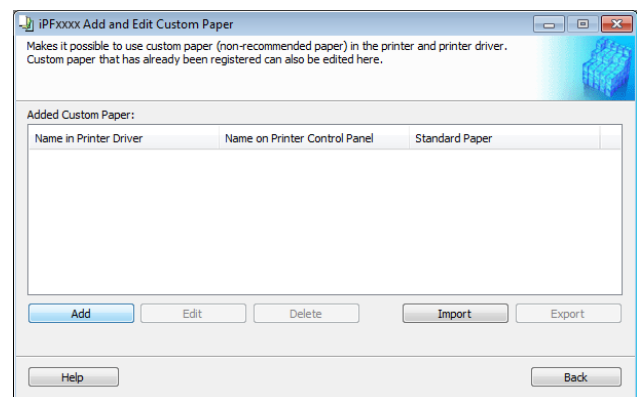 iPFxxxx Add and Edit Custom Paper
Makes it possible to use custom paper (non-recommended paper) in the printer and printer driver.
Custom paper that has already been registered can also be edited here.
Added Custom Paper:
Name in Printer Driver Name on Printer Control Panel Standard Paper
Add Edit Delete Import Export
Help Back